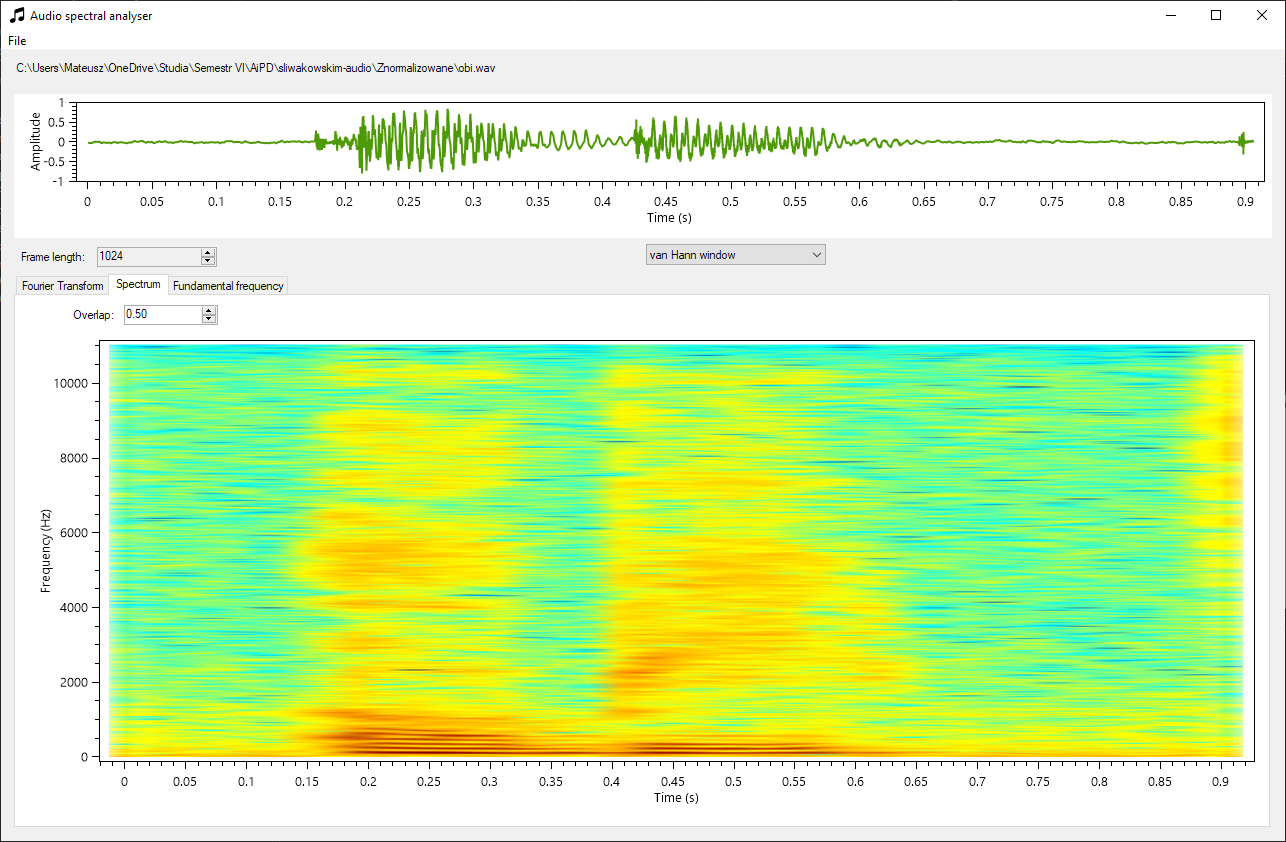 Audio spectral analyser
File
C:\Users\Mateusz\OneDrive\Studia\Semestr VI\AiPD\sliwakowskim-audio\Znormalizowane\obi.wav
Amplitude
1
0.5
0
-0.5
-1
0 0.05 0.1 0.15 0.2 0.25 0.3 0.35 0.4 0.45 0.5 0.55 0.6 0.65 0.7 0.75 0.8 0.85 0.9
Time (s)
Frame length: 1024 van Hann window
Fourier Transform Spectrum Fundamental frequency
Overlap: 0.50
Frequency (Hz)
10000
8000
6000
4000
2000
0
0 0.05 0.1 0.15 0.2 0.25 0.3 0.35 0.4 0.45 0.5 0.55 0.6 0.65 0.7 0.75 0.8 0.85 0.9
Time (s)